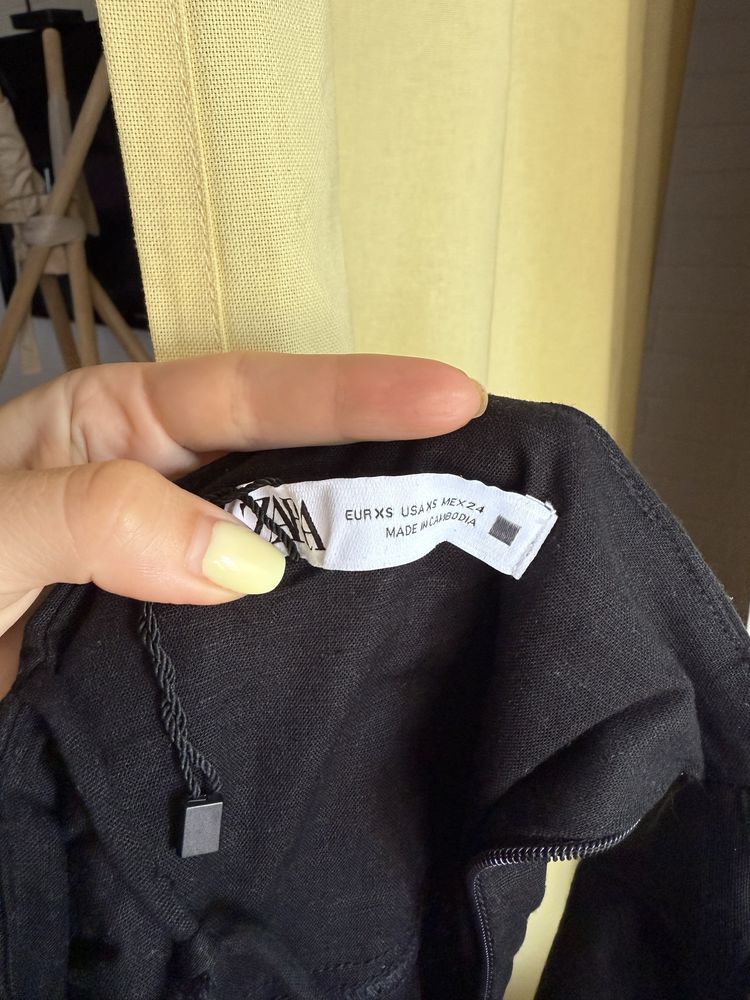 ZARA
EUR XS USA XS MEX 24
MADE IN CAMBODIA